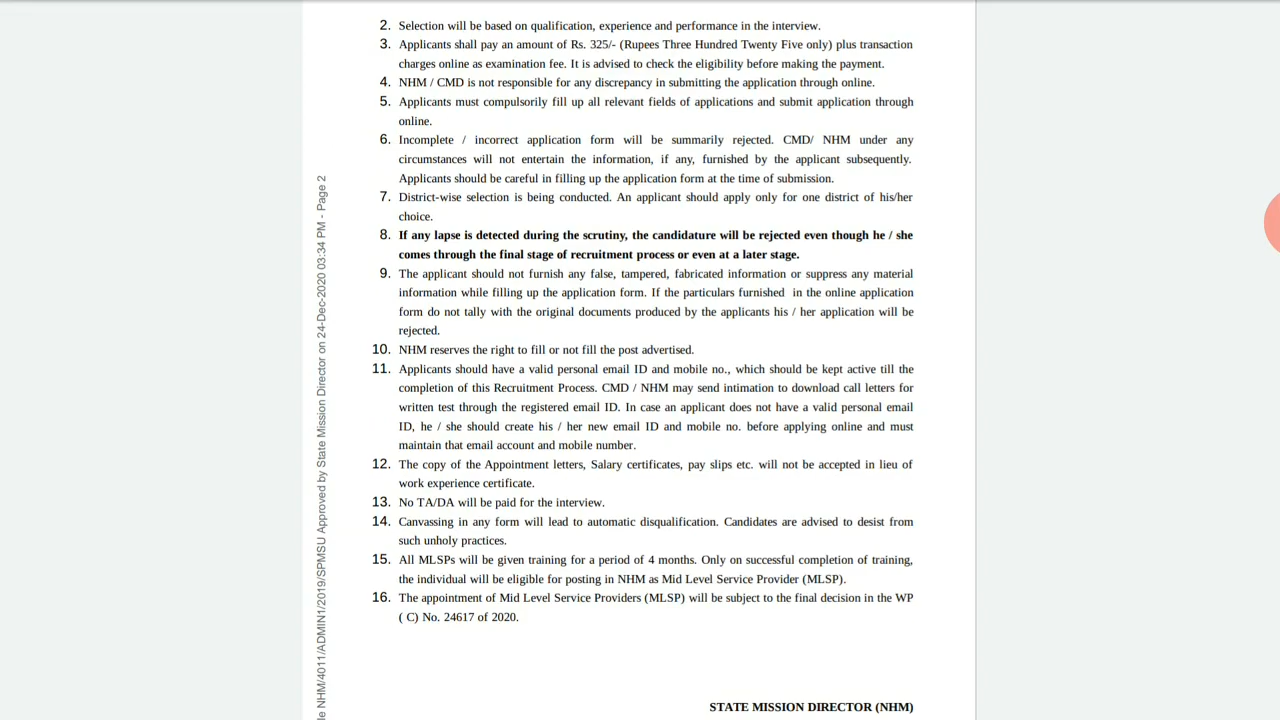 2. Selection will be based on qualification, experience and performance in the interview.
3. Applicants shall pay an amount of Rs. 325/- (Rupees Three Hundred Twenty Five only) plus transaction
charges online as examination fee. It is advised to check the eligibility before making the payment.
4. NHM / CMD is not responsible for any discrepancy in submitting the application through online.
5. Applicants must compulsorily fill up all relevant fields of applications and submit application through
online.
6. Incomplete / incorrect application form will be summarily rejected. CMD/ NHM under any
circumstances will not entertain the information, if any, furnished by the applicant subsequently.
Applicants should be careful in filling up the application form at the time of submission.
7. District-wise selection is being conducted. An applicant should apply only for one district of his/her
choice.
8. If any lapse is detected during the scrutiny, the candidature will be rejected even though he / she
comes through the final stage of recruitment process or even at a later stage.
9. The applicant should not furnish any false, tampered, fabricated information or suppress any material
information while filling up the application form. If the particulars furnished in the online application
form do not tally with the original documents produced by the applicants his / her application will be
rejected.
10. NHM reserves the right to fill or not fill the post advertised.
11. Applicants should have a valid personal email ID and mobile no., which should be kept active till the
completion of this Recruitment Process. CMD / NHM may send intimation to download call letters for
written test through the registered email ID. In case an applicant does not have a valid personal email
ID, he / she should create his / her new email ID and mobile no. before applying online and must
maintain that email account and mobile number.
12. The copy of the Appointment letters, Salary certificates, pay slips etc. will not be accepted in lieu of
work experience certificate.
13. No TA/DA will be paid for the interview.
14. Canvassing in any form will lead to automatic disqualification. Candidates are advised to desist from
such unholy practices.
15. All MLSPs will be given training for a period of 4 months. Only on successful completion of training,
the individual will be eligible for posting in NHM as Mid Level Service Provider (MLSP).
16. The appointment of Mid Level Service Providers (MLSP) will be subject to the final decision in the WP
( C) No. 24617 of 2020.
STATE MISSION DIRECTOR (NHM)
le NHM/4011/ADMIN1/2019/SPMSU Approved by State Mission Director on 24-Dec-2020 03:34 PM - Page 2